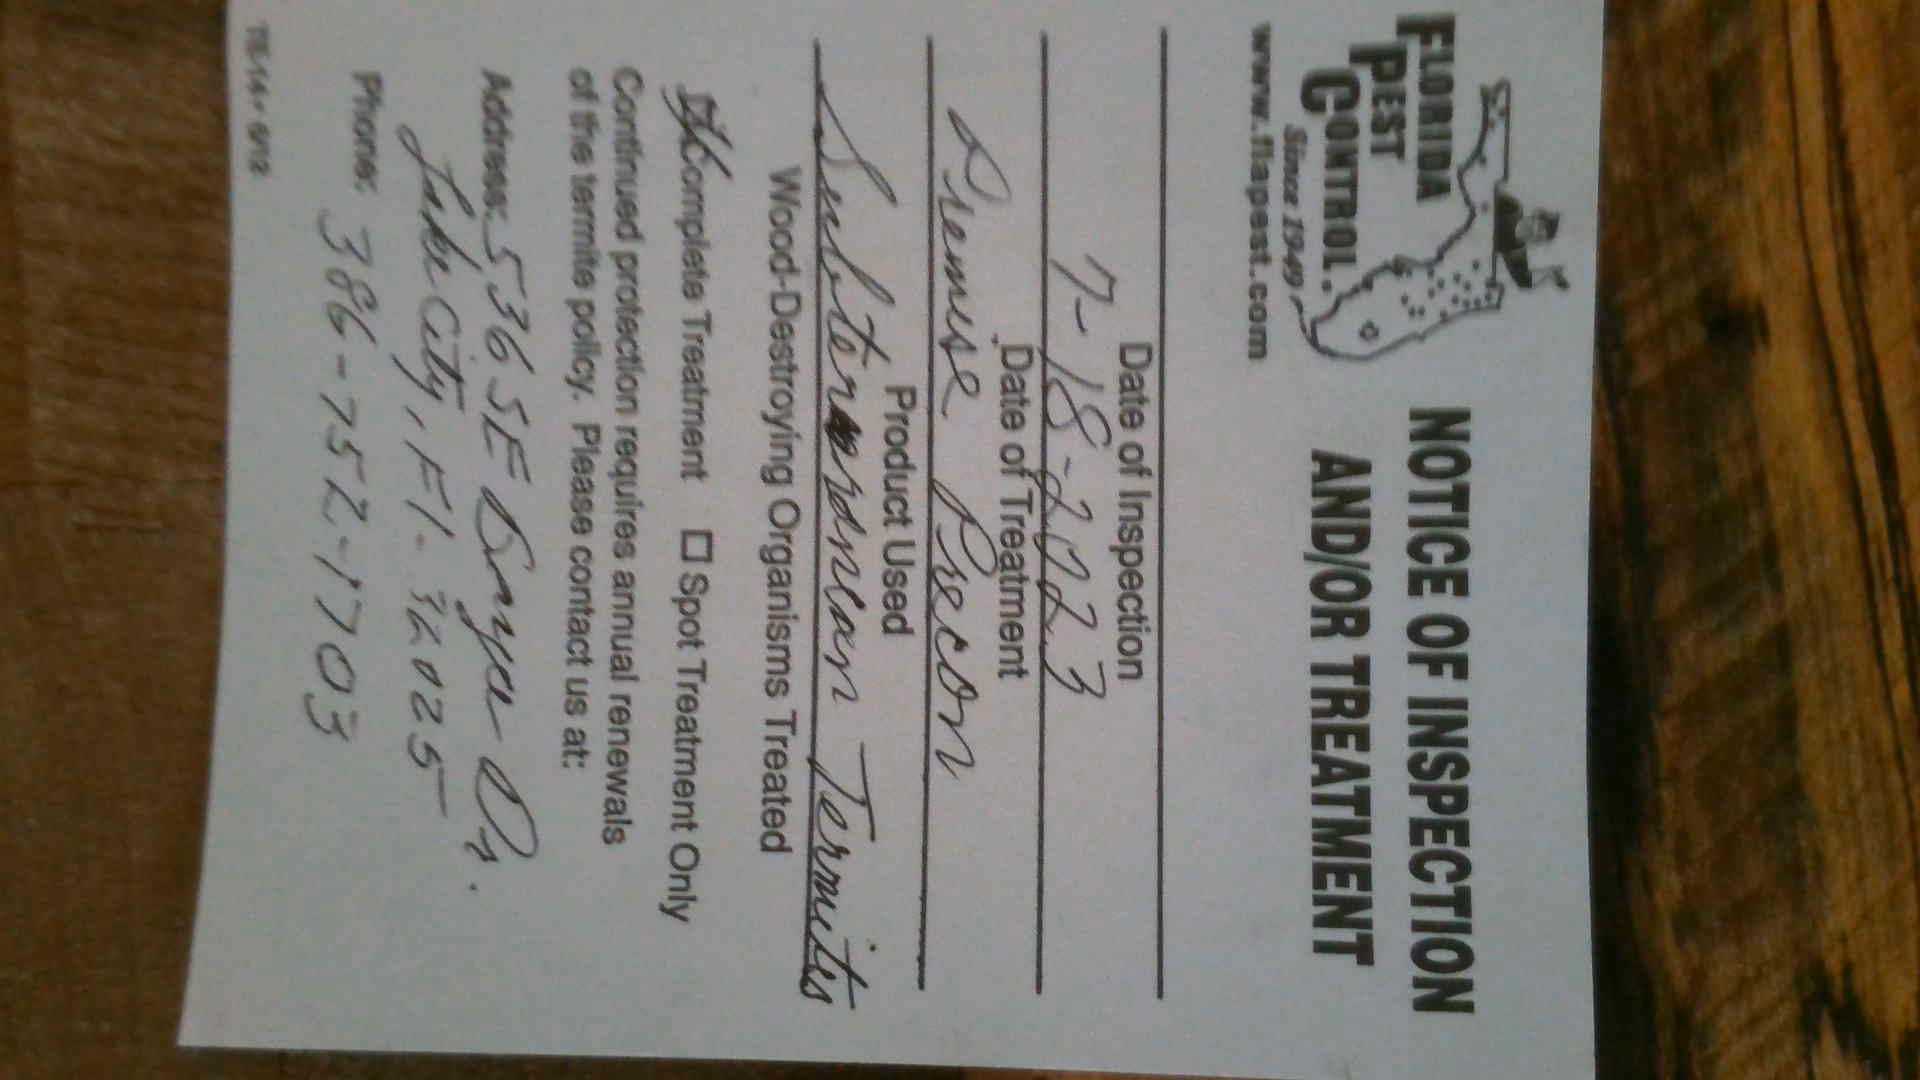 FLORIDA
PEST
CONTROL
Since 1949
www.flapest.com
NOTICE OF INSPECTION
AND/OR TREATMENT
Date of Inspection
7-18-2023
Date of Treatment
Premise Precon
Product Used
Termites
Wood-Destroying Organisms Treated
Complete Treatment ☐ Spot Treatment Only
Continued protection requires annual renewals
of the termite policy. Please contact us at:
Address: 536 SE Baya Dr.
Lake City, Fl- 32025
Phone: 386-752-1703